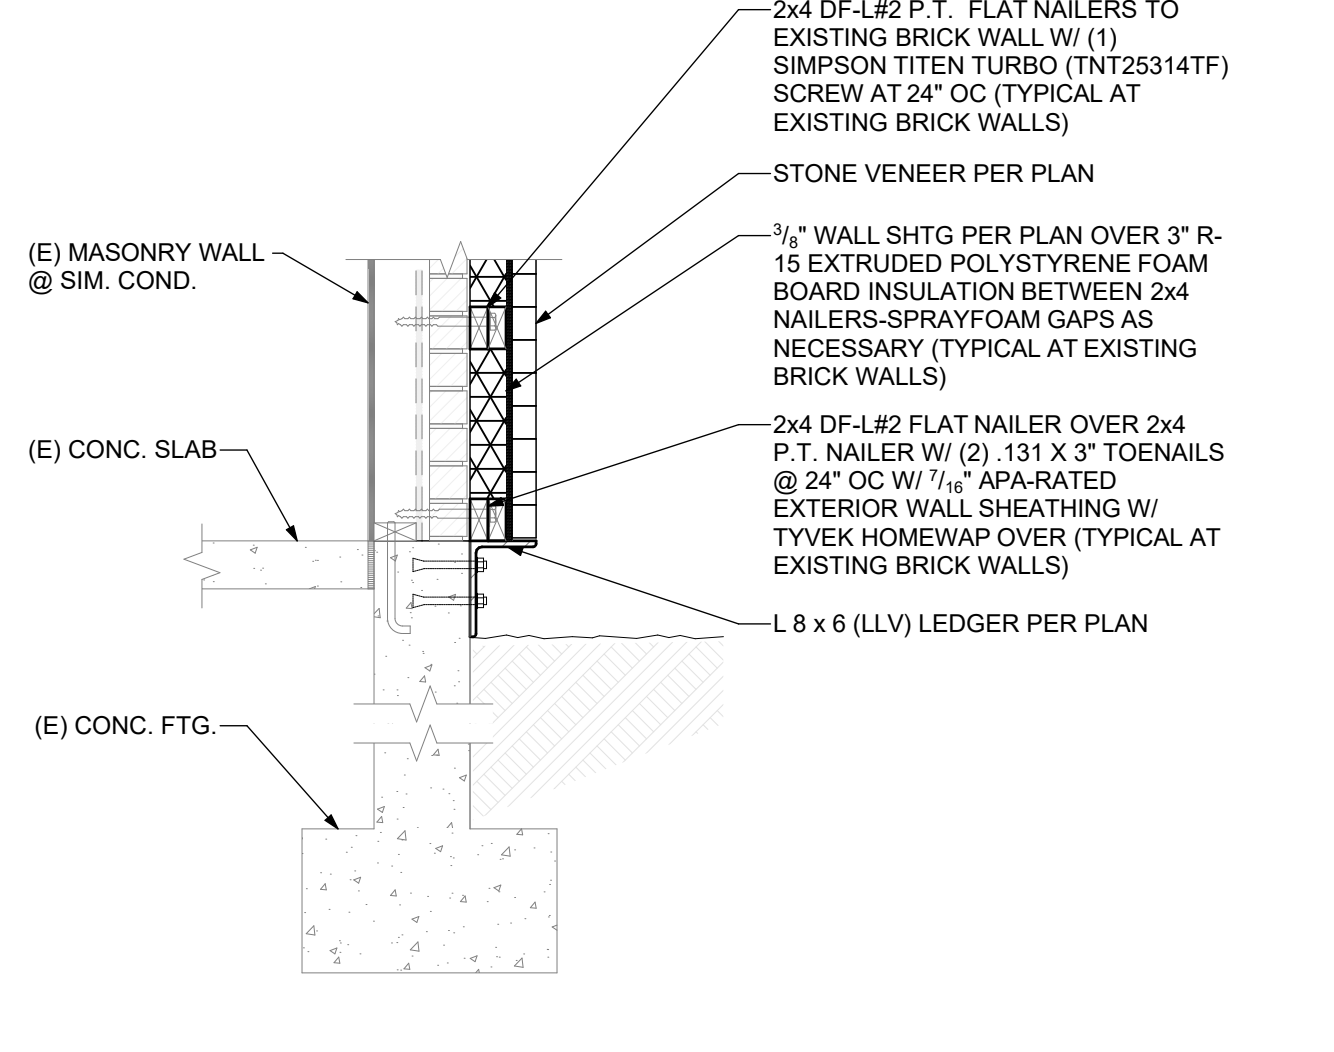 2x4 DF-L#2 P.T. FLAT NAILERS TO
EXISTING BRICK WALL W/ (1)
SIMPSON TITEN TURBO (TNT25314TF)
SCREW AT 24" OC (TYPICAL AT
EXISTING BRICK WALLS)
STONE VENEER PER PLAN
3/8" WALL SHTG PER PLAN OVER 3" R-
15 EXTRUDED POLYSTYRENE FOAM
BOARD INSULATION BETWEEN 2x4
NAILERS-SPRAYFOAM GAPS AS
NECESSARY (TYPICAL AT EXISTING
BRICK WALLS)
2x4 DF-L#2 FLAT NAILER OVER 2x4
P.T. NAILER W/ (2) .131 X 3" TOENAILS
@ 24" OC W/ 7/16" APA-RATED
EXTERIOR WALL SHEATHING W/
TYVEK HOMEWAP OVER (TYPICAL AT
EXISTING BRICK WALLS)
L 8 x 6 (LLV) LEDGER PER PLAN
(E) MASONRY WALL
@ SIM. COND.
(E) CONC. SLAB
(E) CONC. FTG.